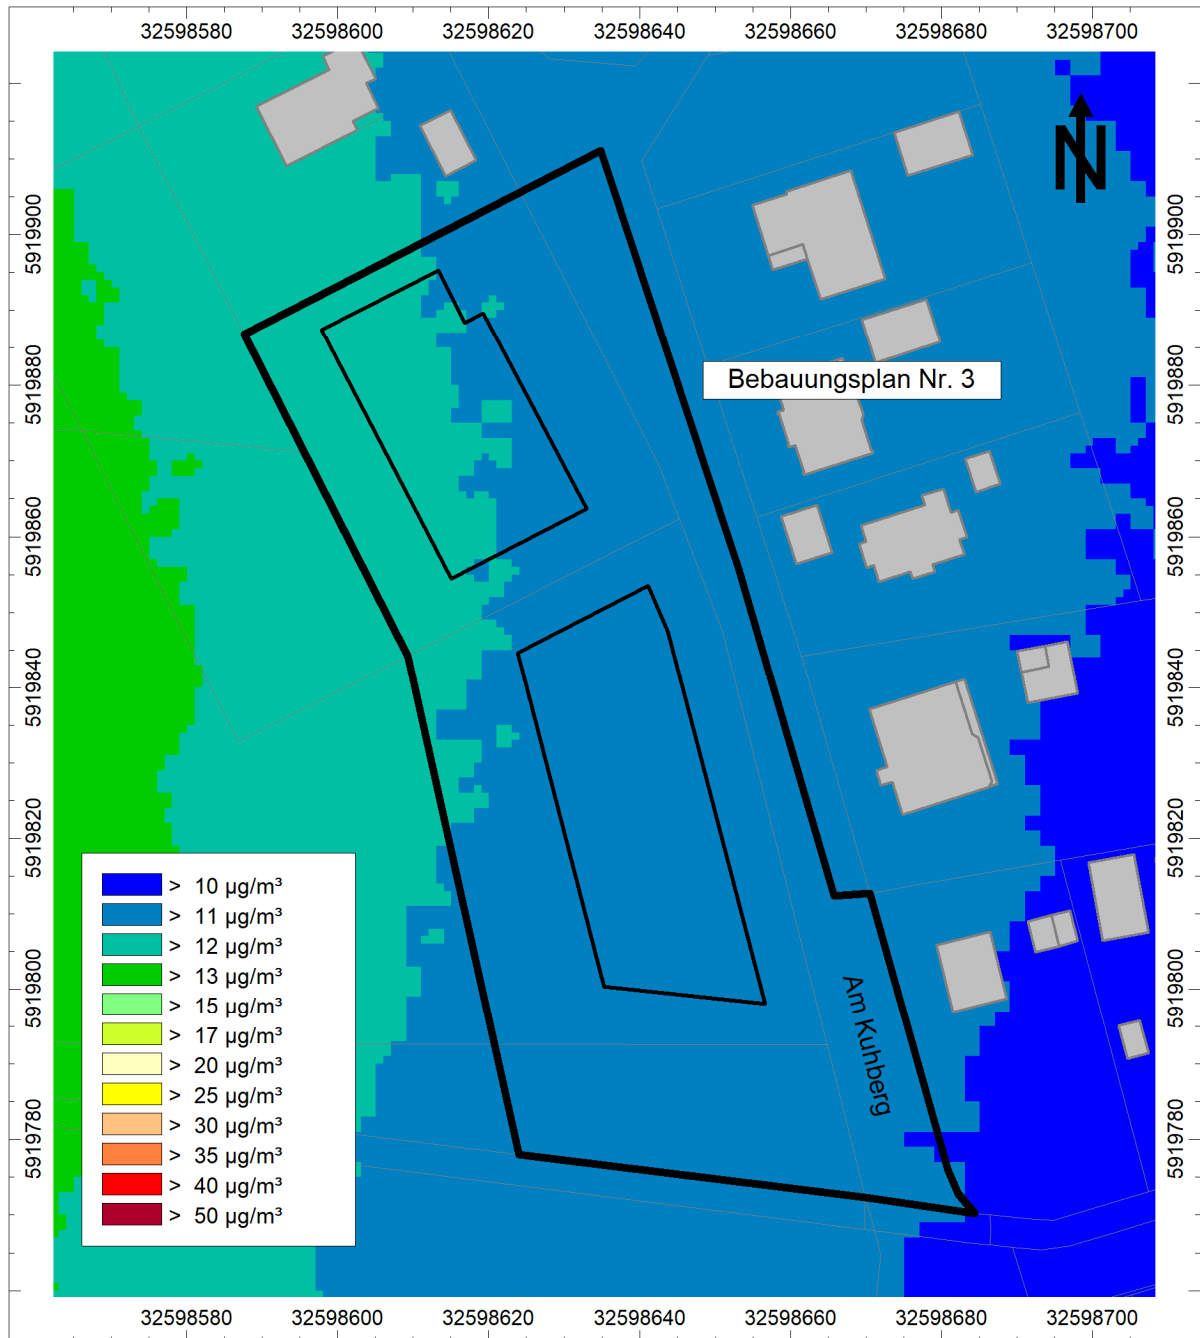 32598580 32598600 32598620 32598640 32598660 32598680 32598700
N
5919900 5919900
5919880 5919880
Bebauungsplan Nr. 3
5919860 5919860
5919840 5919840
5919820 5919820
> 10 µg/m³
> 11 µg/m³
> 12 µg/m³
> 13 µg/m³
> 15 µg/m³
> 17 µg/m³
> 20 µg/m³
> 25 µg/m³
> 30 µg/m³
> 35 µg/m³
> 40 µg/m³
> 50 µg/m³
5919800 5919800
Am Kuhberg
5919780 5919780
32598580 32598600 32598620 32598640 32598660 32598680 32598700